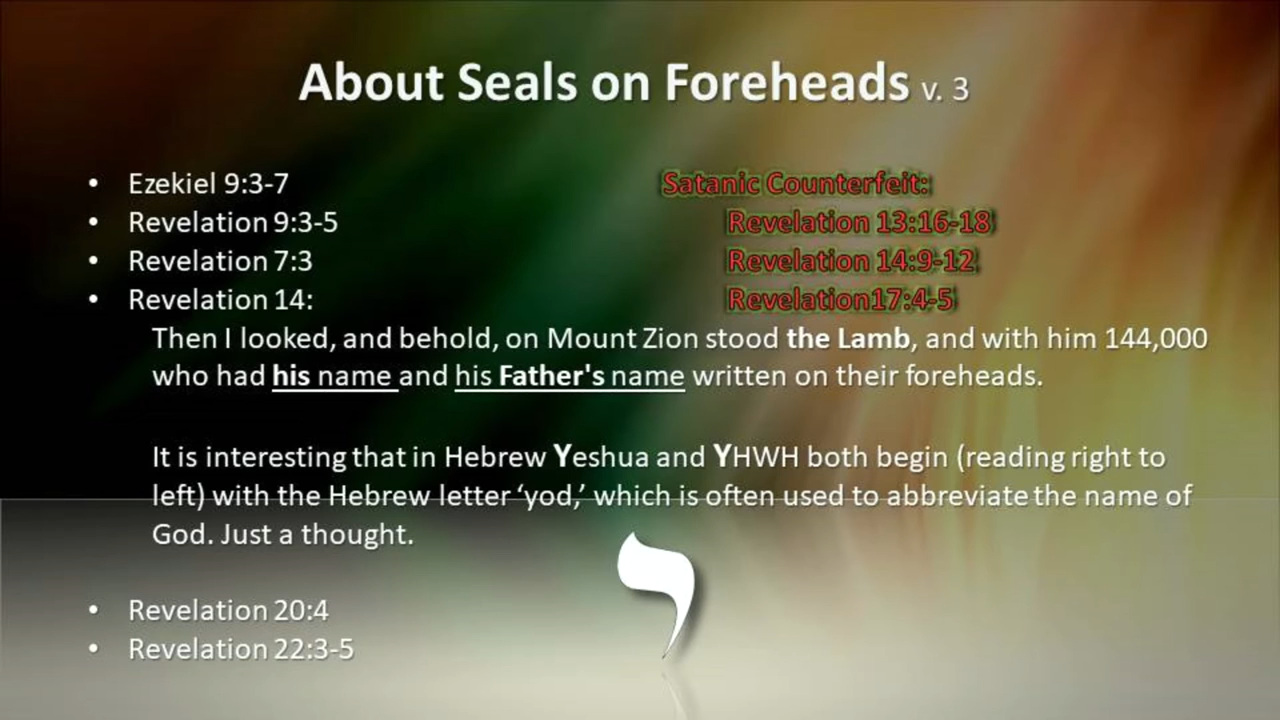 About Seals on Foreheads v. 3
• Ezekiel 9:3-7
• Revelation 9:3-5
• Revelation 7:3
• Revelation 14:
Satanic Counterfeit:
Revelation 13:16-18
Revelation 14:9-12
Revelation17:4-5
Then I looked, and behold, on Mount Zion stood the Lamb, and with him 144,000
who had his name and his Father's name written on their foreheads.
It is interesting that in Hebrew Yeshua and YHWH both begin (reading right to
left) with the Hebrew letter ‘yod,’ which is often used to abbreviate the name of
God. Just a thought.
י
• Revelation 20:4
• Revelation 22:3-5